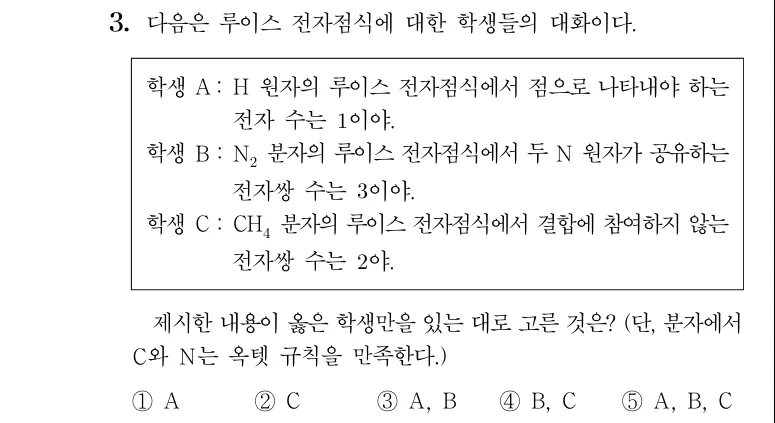 3. 다음은 루이스 전자점식에 대한 학생들의 대화이다.
학생 A : H 원자의 루이스 전자점식에서 점으로 나타내야 하는
전자 수는 1이야.
학생 B : N₂ 분자의 루이스 전자점식에서 두 N 원자가 공유하는
전자쌍 수는 3이야.
학생 C : CH₄ 분자의 루이스 전자점식에서 결합에 참여하지 않는
전자쌍 수는 2야.
제시한 내용이 옳은 학생만을 있는 대로 고른 것은? (단, 분자에서
C와 N는 옥텟 규칙을 만족한다.)
① A ② C ③ A, B ④ B, C ⑤ A, B, C